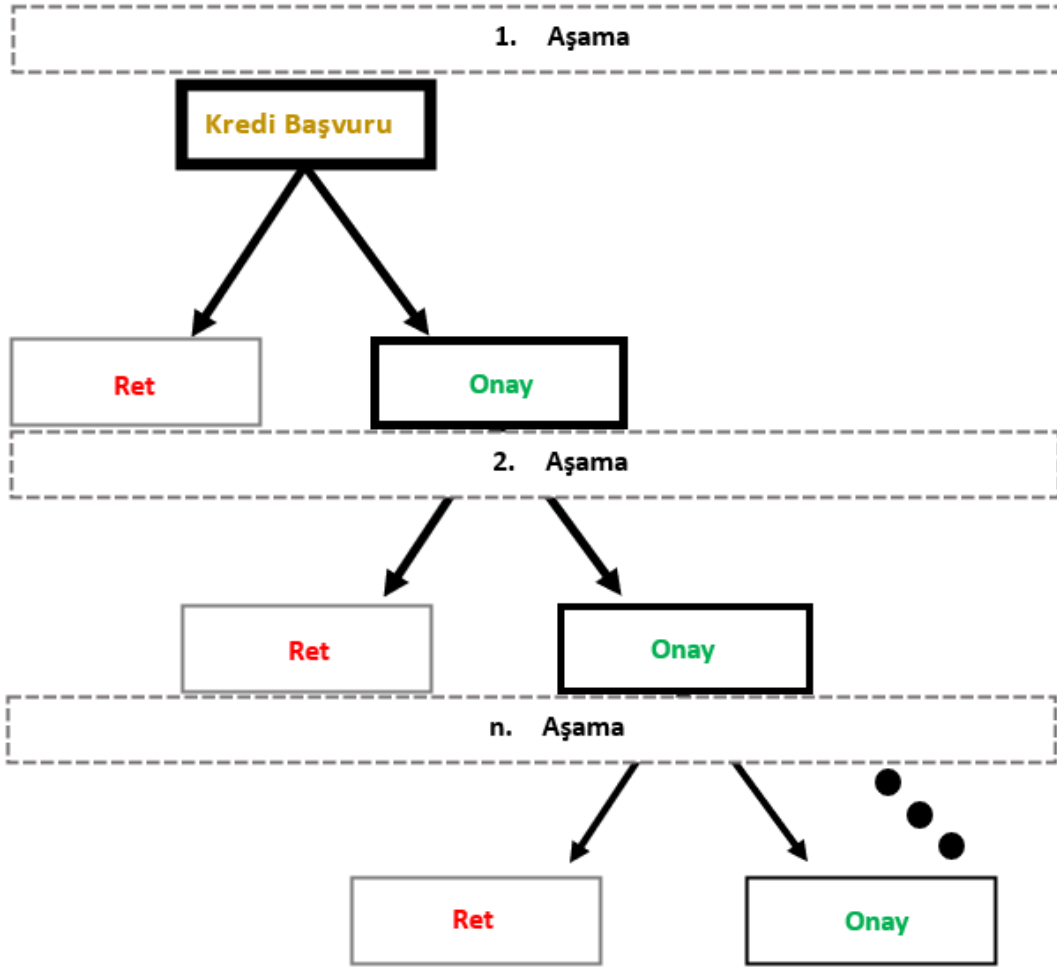 1. Aşama
Kredi Başvuru
Ret
Onay
2. Aşama
Ret
Onay
n. Aşama
Ret
Onay